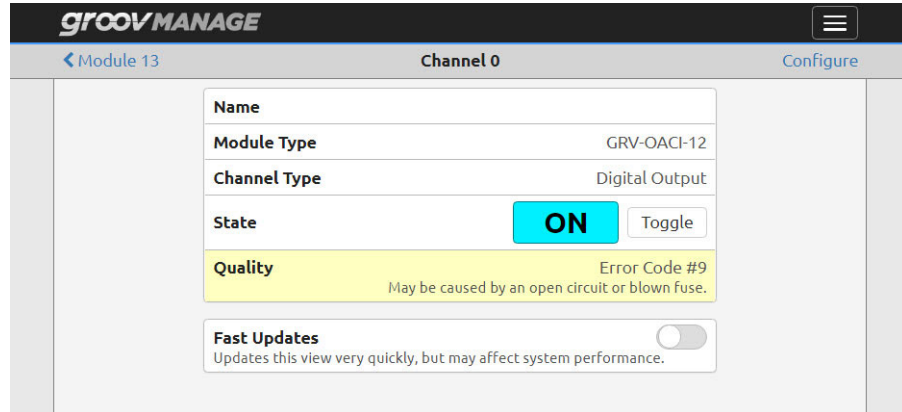 groov MANAGE
Module 13 Channel 0 Configure
Name
Module Type GRV-OACI-12
Channel Type Digital Output
State ON Toggle
Quality Error Code #9
May be caused by an open circuit or blown fuse.
Fast Updates
Updates this view very quickly, but may affect system performance.